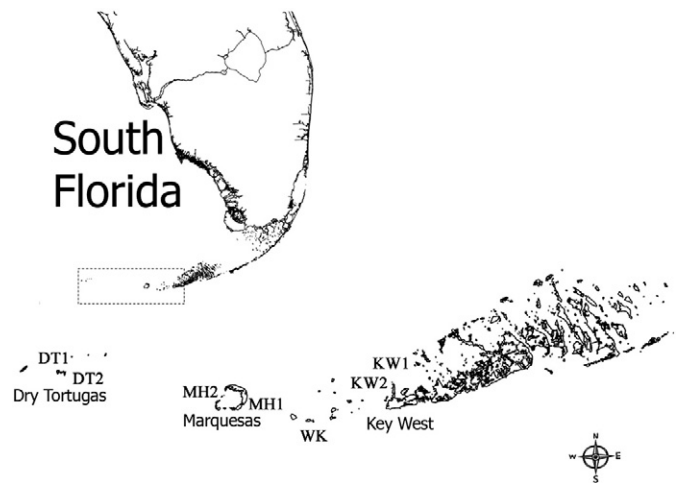 South
Florida
DT1
DT2
Dry Tortugas
MH2
MH1
Marquesas
WK
KW1
KW2
Key West
N
W
E
S